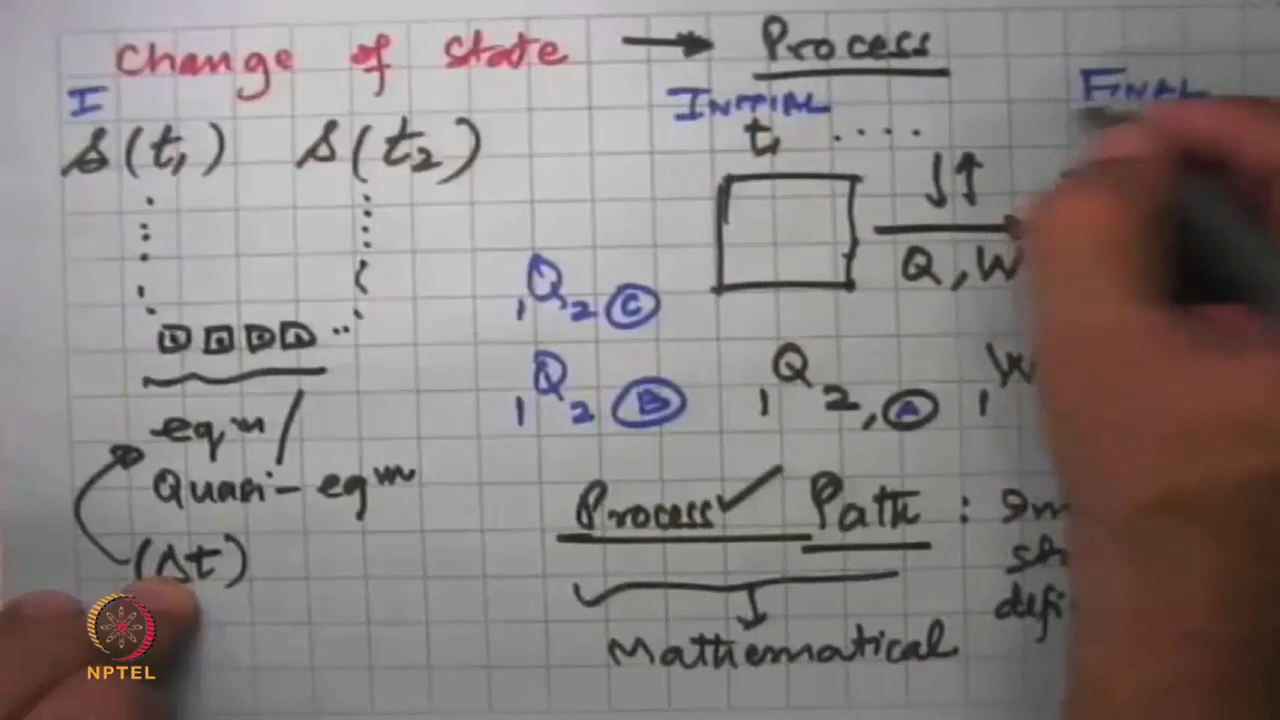 Change of state → Process
I
INITIAL
FINAL
s(t₁) s(t₂)
t₁ ....
↓↑
Q, W
₁Q₂ C
₁Q₂ B
₁Q₂, A
₁W
eqm /
Quasi-eqm
(Δt)
Process ✓ Path :
Mathematical
NPTEL